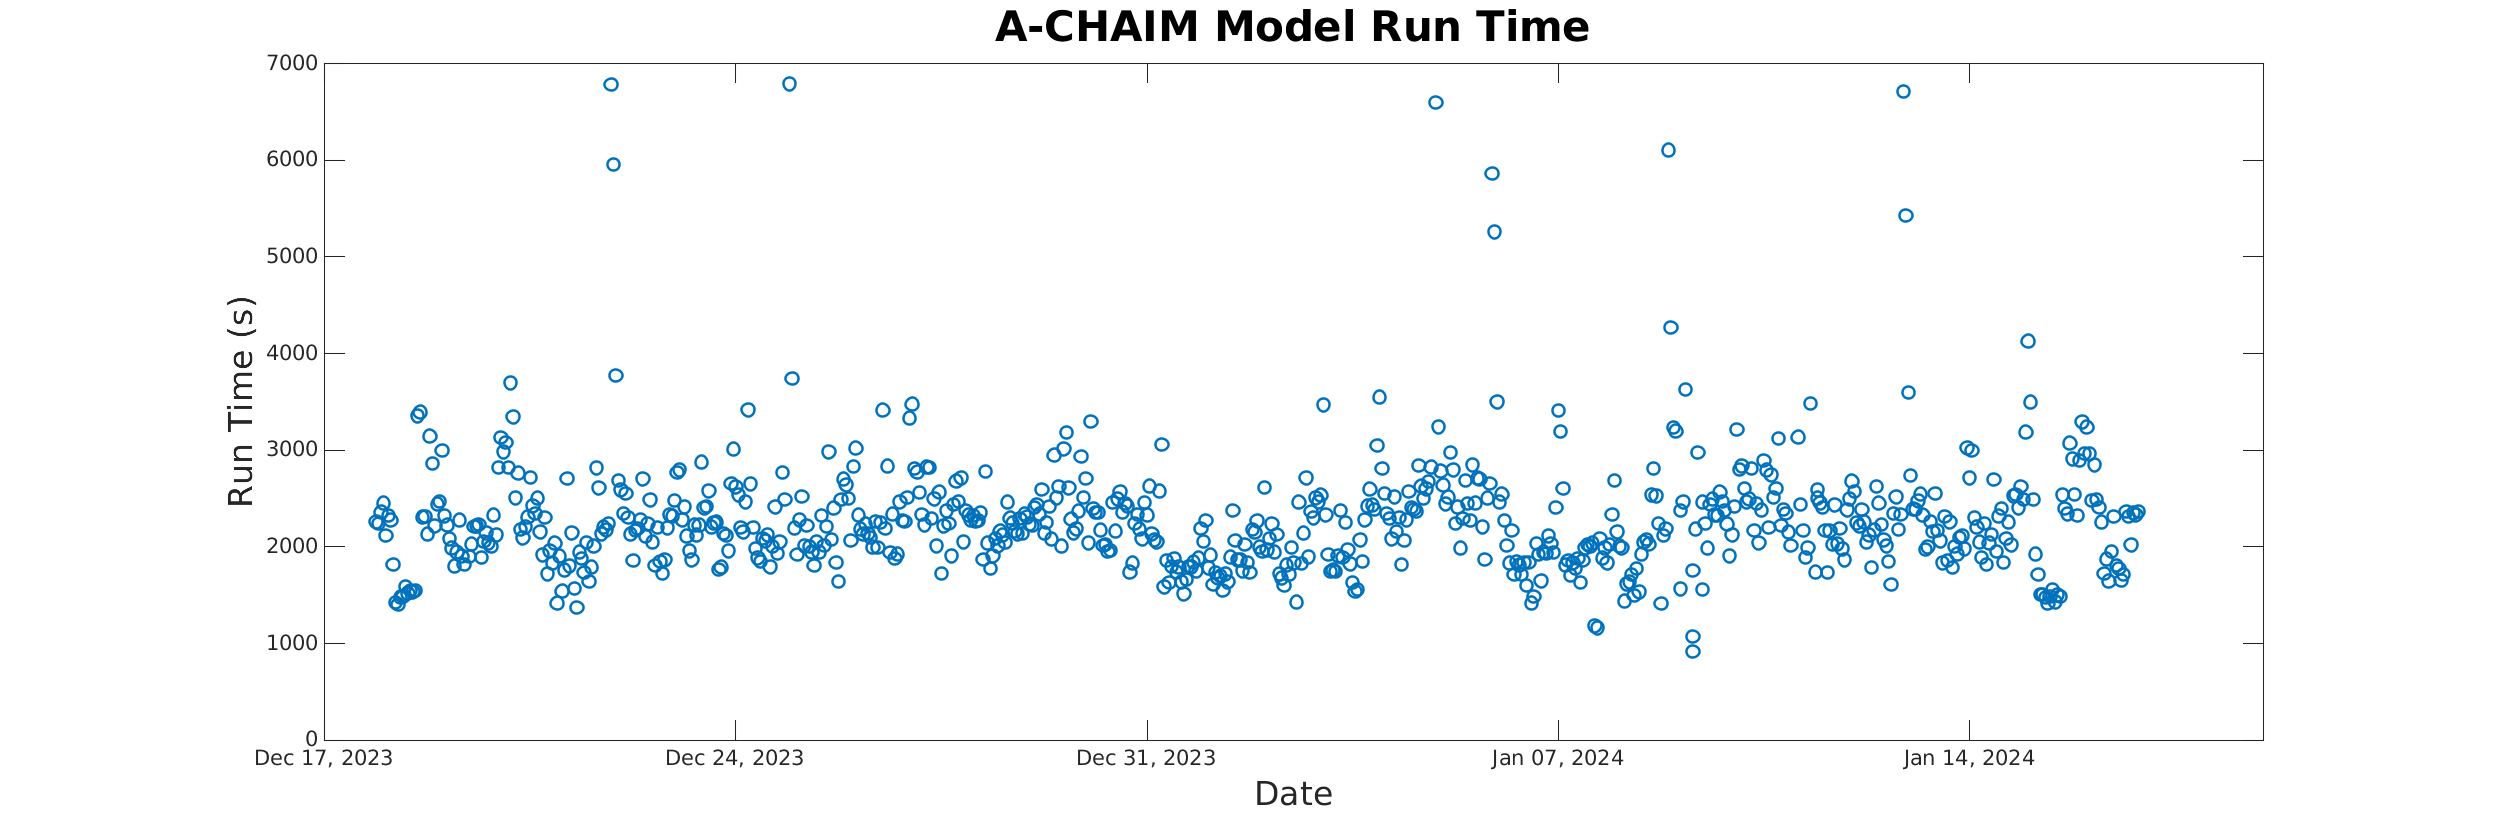 A-CHAIM Model Run Time
7000
6000
5000
4000
3000
2000
1000
0
Run Time (s)
Dec 17, 2023
Dec 24, 2023
Dec 31, 2023
Jan 07, 2024
Jan 14, 2024
Date